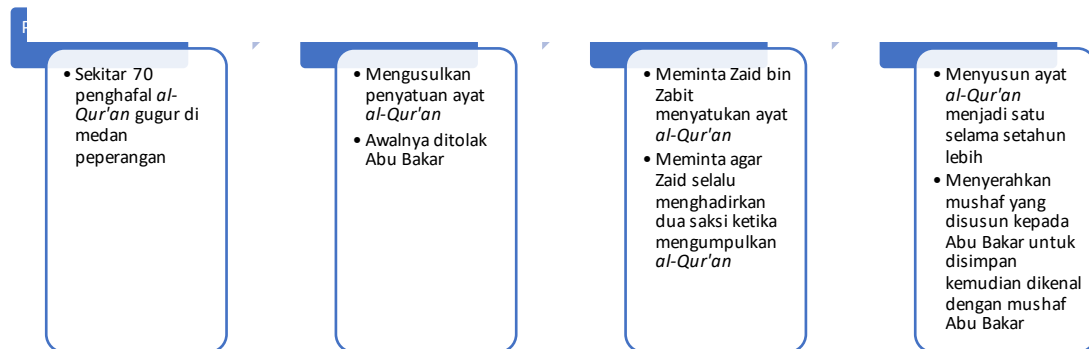 • Sekitar 70
penghafal al-
Qur'an gugur di
medan
peperangan
• Mengusulkan
penyatuan ayat
al-Qur'an
• Awalnya ditolak
Abu Bakar
• Meminta Zaid bin
Zabit
menyatukan ayat
al-Qur'an
• Meminta agar
Zaid selalu
menghadirkan
dua saksi ketika
mengumpulkan
al-Qur'an
• Menyusun ayat
al-Qur'an
menjadi satu
selama setahun
lebih
• Menyerahkan
mushaf yang
disusun kepada
Abu Bakar untuk
disimpan
kemudian dikenal
dengan mushaf
Abu Bakar